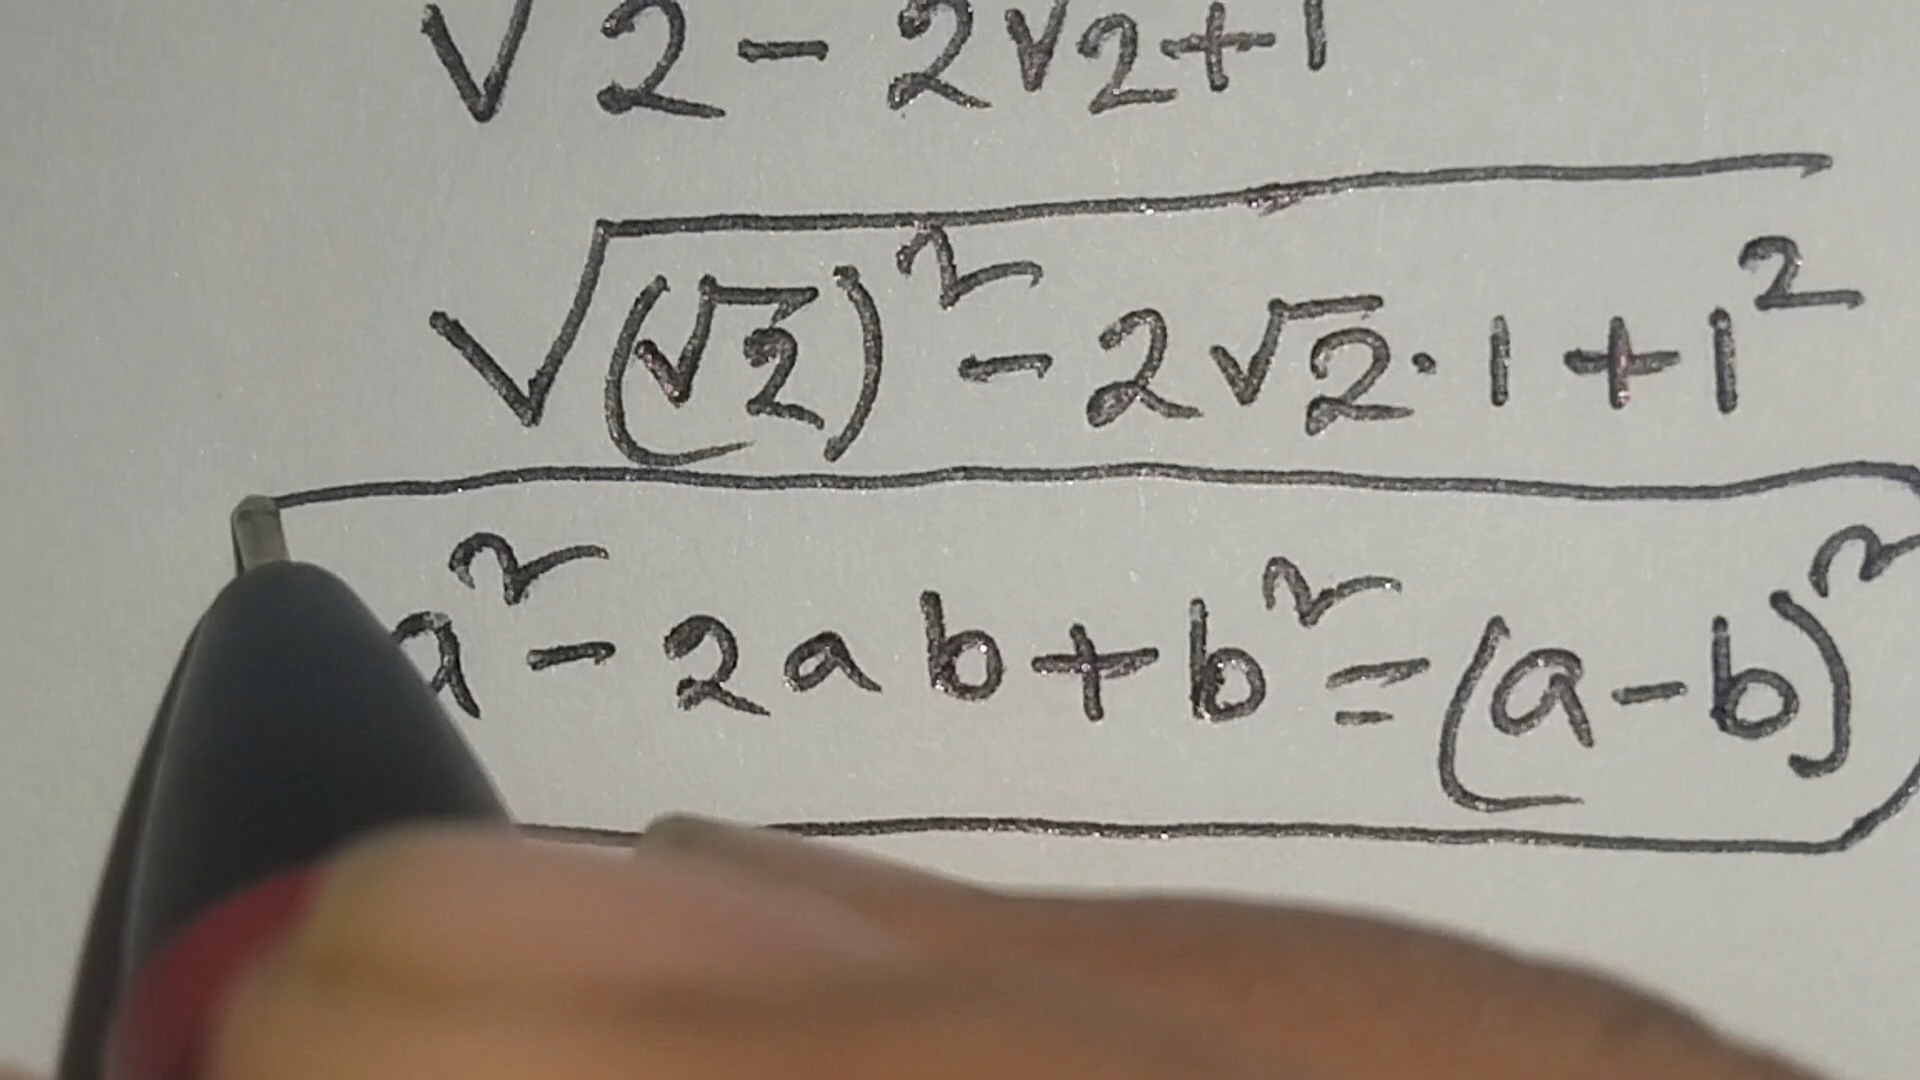 √2 - 2√2 + 1
√(√2)² - 2√2 · 1 + 1²
a² - 2ab + b² = (a - b)²